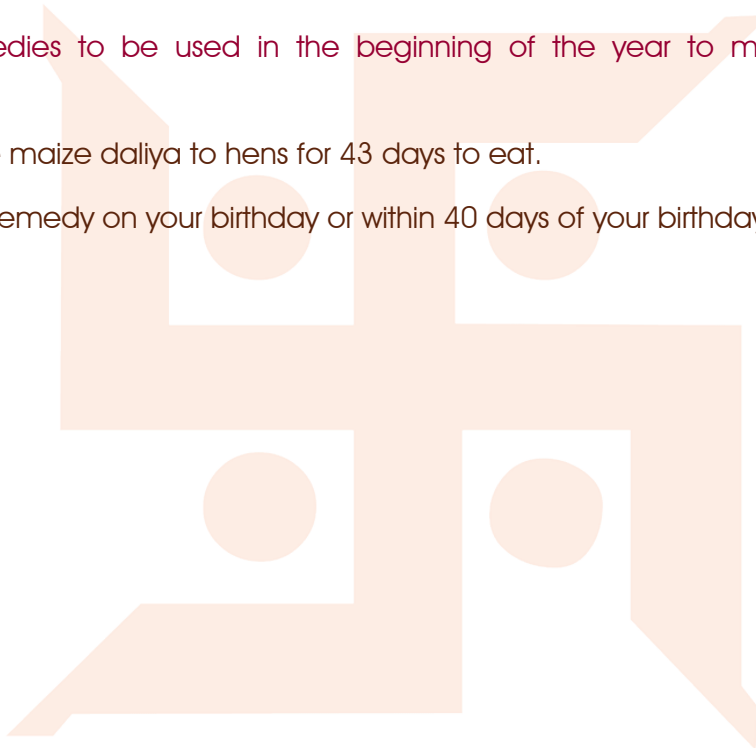 edies to be used in the beginning of the year to m
maize daliya to hens for 43 days to eat.
emedy on your birthday or within 40 days of your birthday